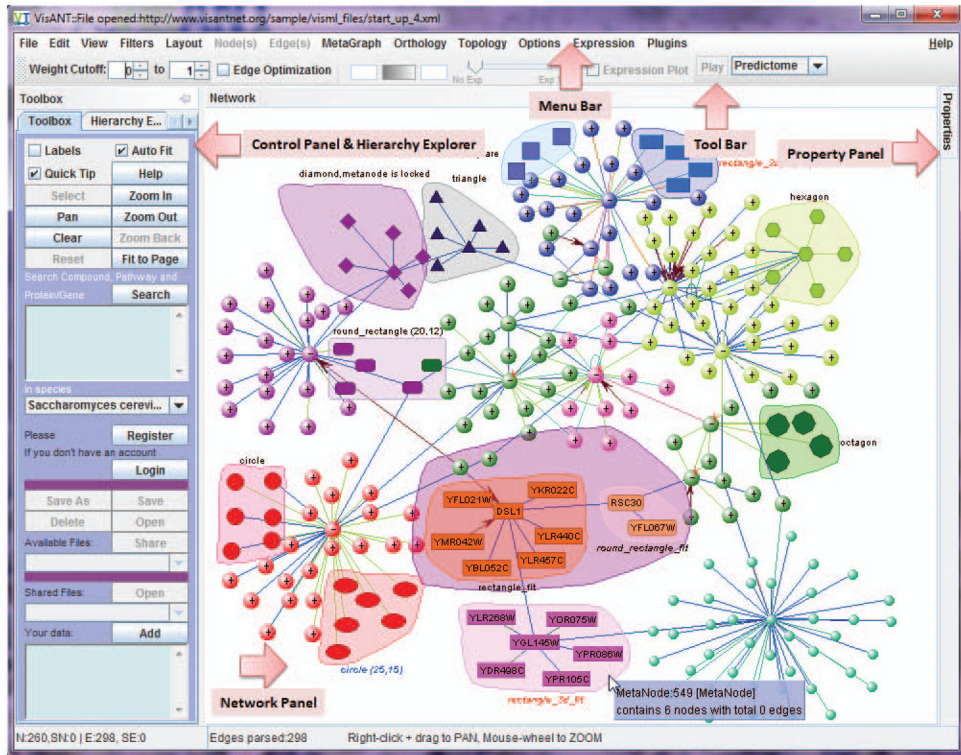 VisANT::File opened:http://www.visantnet.org/sample/visml_files/start_up_4.xml
File Edit View Filters Layout Node(s) Edge(s) MetaGraph Orthology Topology Options Expression Plugins Help
Weight Cutoff: 0 to 1 Edge Optimization No Exp Exp Expression Plot Play Predictome
Toolbox
Network
Properties
Menu Bar
Tool Bar
Property Panel
Control Panel & Hierarchy Explorer
Toolbox Hierarchy E...
Labels Auto Fit
Quick Tip Help
Select Zoom In
Pan Zoom Out
Clear Zoom Back
Reset Fit to Page
Search Compound, Pathway and
Protein/Gene: Search
in species
Saccharomyces cerevi...
Please Register
If you don't have an account
Login
Save As Save
Delete Open
Available Files: Share
Shared Files: Open
Your data: Add
diamond,metanode is locked
triangle
hexagon
round_rectangle (20,12)
octagon
circle
YFL021W
YKR022C
DSL1
YMR042W
YLR440C
YBL052C
YLR457C
rectangle_fit
RSC30
YFL067W
round_rectangle_fit
circle (25,15)
YLR268W
YOR075W
YGL145W
YPR086W
YDR498C
YPR105C
rectangle_3d_fit
Network Panel
MetaNode:549 [MetaNode]
contains 6 nodes with total 0 edges
N:260,SN:0 | E:298, SE:0
Edges parsed:298
Right-click + drag to PAN, Mouse-wheel to ZOOM